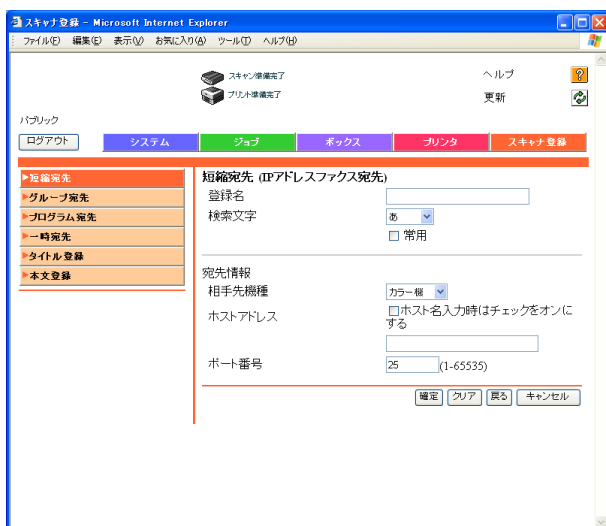 スキャナ登録 - Microsoft Internet Explorer
ファイル(F) 編集(E) 表示(V) お気に入り(A) ツール(T) ヘルプ(H)
スキャン準備完了
ヘルプ ?
プリント準備完了
更新
パブリック
ログアウト システム ジョブ ボックス プリンタ スキャナ登録
短縮宛先
グループ宛先
プログラム宛先
一時宛先
タイトル登録
本文登録
短縮宛先 (IPアドレスファクス宛先)
登録名
検索文字 あ
常用
宛先情報
相手先機種 カラー機
ホストアドレス ホスト名入力時はチェックをオンに
する
ポート番号 25 (1-65535)
確定 クリア 戻る キャンセル